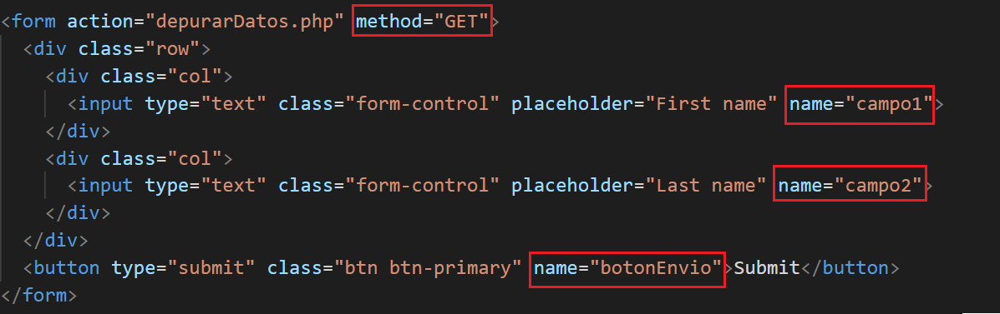 <form action="depurarDatos.php" method="GET">
<div class="row">
<div class="col">
<input type="text" class="form-control" placeholder="First name" name="campo1">
</div>
<div class="col">
<input type="text" class="form-control" placeholder="Last name" name="campo2">
</div>
</div>
<button type="submit" class="btn btn-primary" name="botonEnvio">Submit</button>
</form>